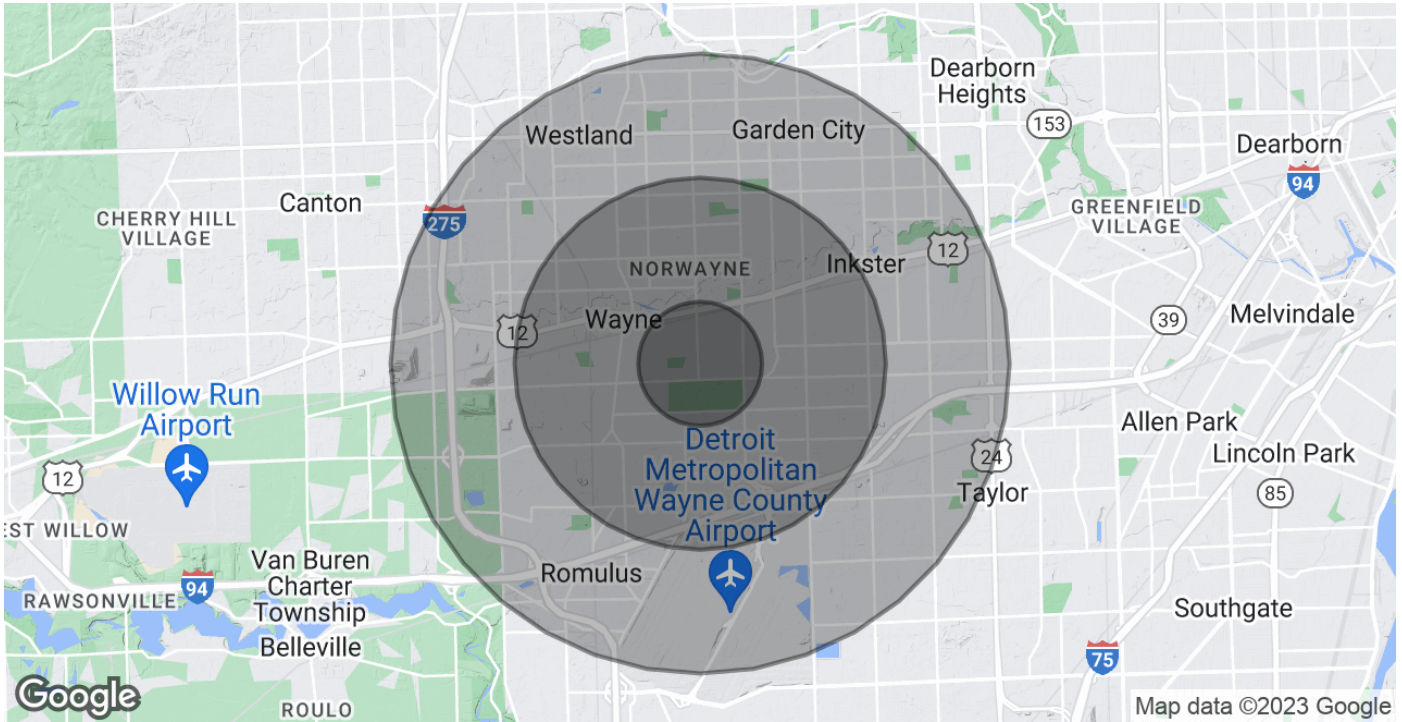 Dearborn
Heights
153
Westland
Garden City
Dearborn
94
Canton
275
CHERRY HILL
VILLAGE
GREENFIELD
VILLAGE
12
Inkster
NORWAYNE
Wayne
12
39
Melvindale
Willow Run
Airport
Allen Park
Detroit
Metropolitan
Wayne County
Airport
24
Lincoln Park
12
Taylor
85
EST WILLOW
Van Buren
Charter
Township
Romulus
94
RAWSONVILLE
Southgate
Belleville
75
Google
ROULO
Map data ©2023 Google